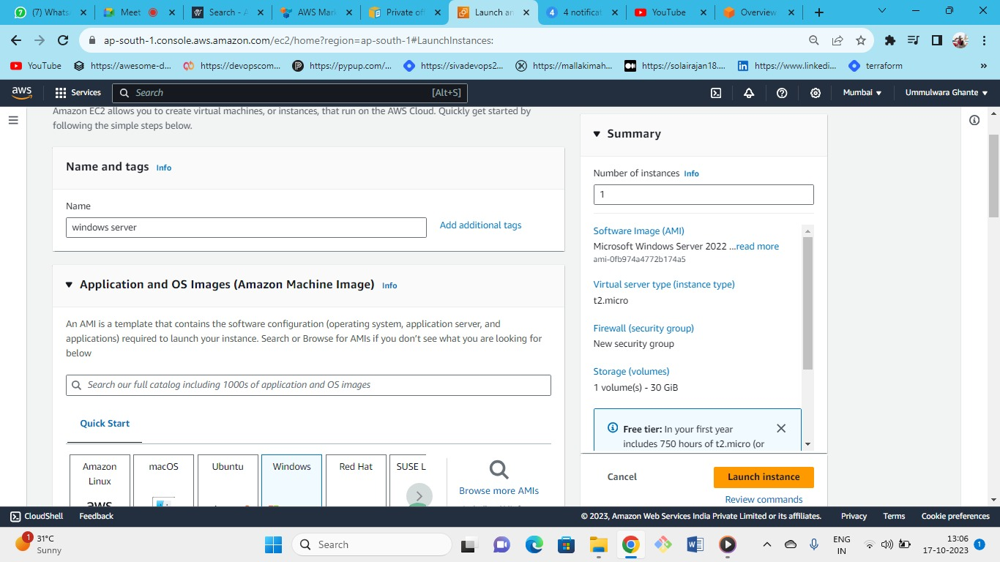 (7) Whats
Meet
Search - A
AWS Mar
Private of
Launch an
4 notificat
YouTube
Overview
ap-south-1.console.aws.amazon.com/ec2/home?region=ap-south-1#LaunchInstances:
YouTube
https://awesome-d...
https://devopscom...
https://pypup.com/...
https://sivadevops2...
https://mallakimah...
https://solairajan18....
https://www.linkedi...
terraform
»
aws
Services
Search
[Alt+S]
Mumbai
Ummulwara Ghante
Amazon EC2 allows you to create virtual machines, or instances, that run on the AWS Cloud. Quickly get started by
following the simple steps below.
Name and tags Info
Name
windows server
Add additional tags
Application and OS Images (Amazon Machine Image) Info
An AMI is a template that contains the software configuration (operating system, application server, and
applications) required to launch your instance. Search or Browse for AMIs if you don't see what you are looking for
below
Search our full catalog including 1000s of application and OS images
Quick Start
Amazon
Linux
aws
macOS
Ubuntu
Windows
Red Hat
SUSE L
Browse more AMIs
Summary
Number of instances Info
1
Software Image (AMI)
Microsoft Windows Server 2022 ...read more
ami-0fb974a4772b174a5
Virtual server type (instance type)
t2.micro
Firewall (security group)
New security group
Storage (volumes)
1 volume(s) - 30 GiB
Free tier: In your first year
includes 750 hours of t2.micro (or
Cancel
Launch instance
Review commands
CloudShell
Feedback
© 2023, Amazon Web Services India Private Limited or its affiliates.
Privacy
Terms
Cookie preferences
1
31°C
Sunny
Search
ENG
IN
13:06
17-10-2023
1